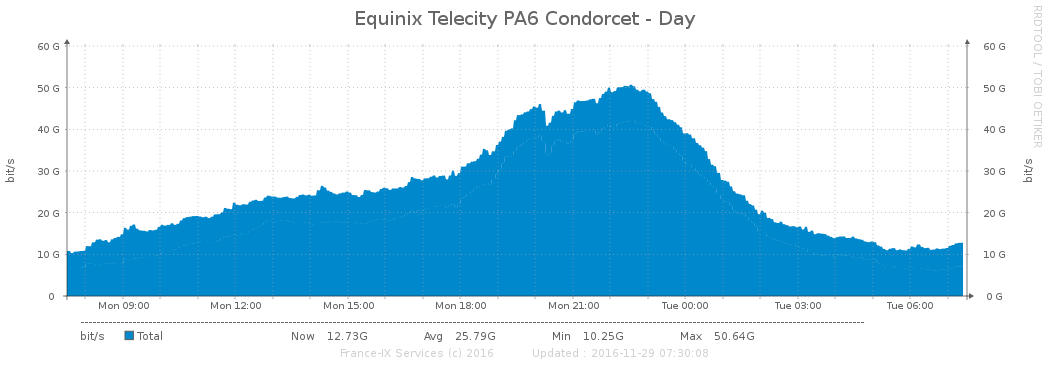 Equinix Telecity PA6 Condorcet - Day
RRDTOOL / TOBI OETIKER
60 G 60 G
50 G 50 G
40 G 40 G
30 G 30 G
20 G 20 G
10 G 10 G
0 0 G
bit/s bit/s
Mon 09:00 Mon 12:00 Mon 15:00 Mon 18:00 Mon 21:00 Tue 00:00 Tue 03:00 Tue 06:00
bit/s Total Now 12.73G Avg 25.79G Min 10.25G Max 50.64G
France-IX Services (c) 2016 Updated : 2016-11-29 07:30:08